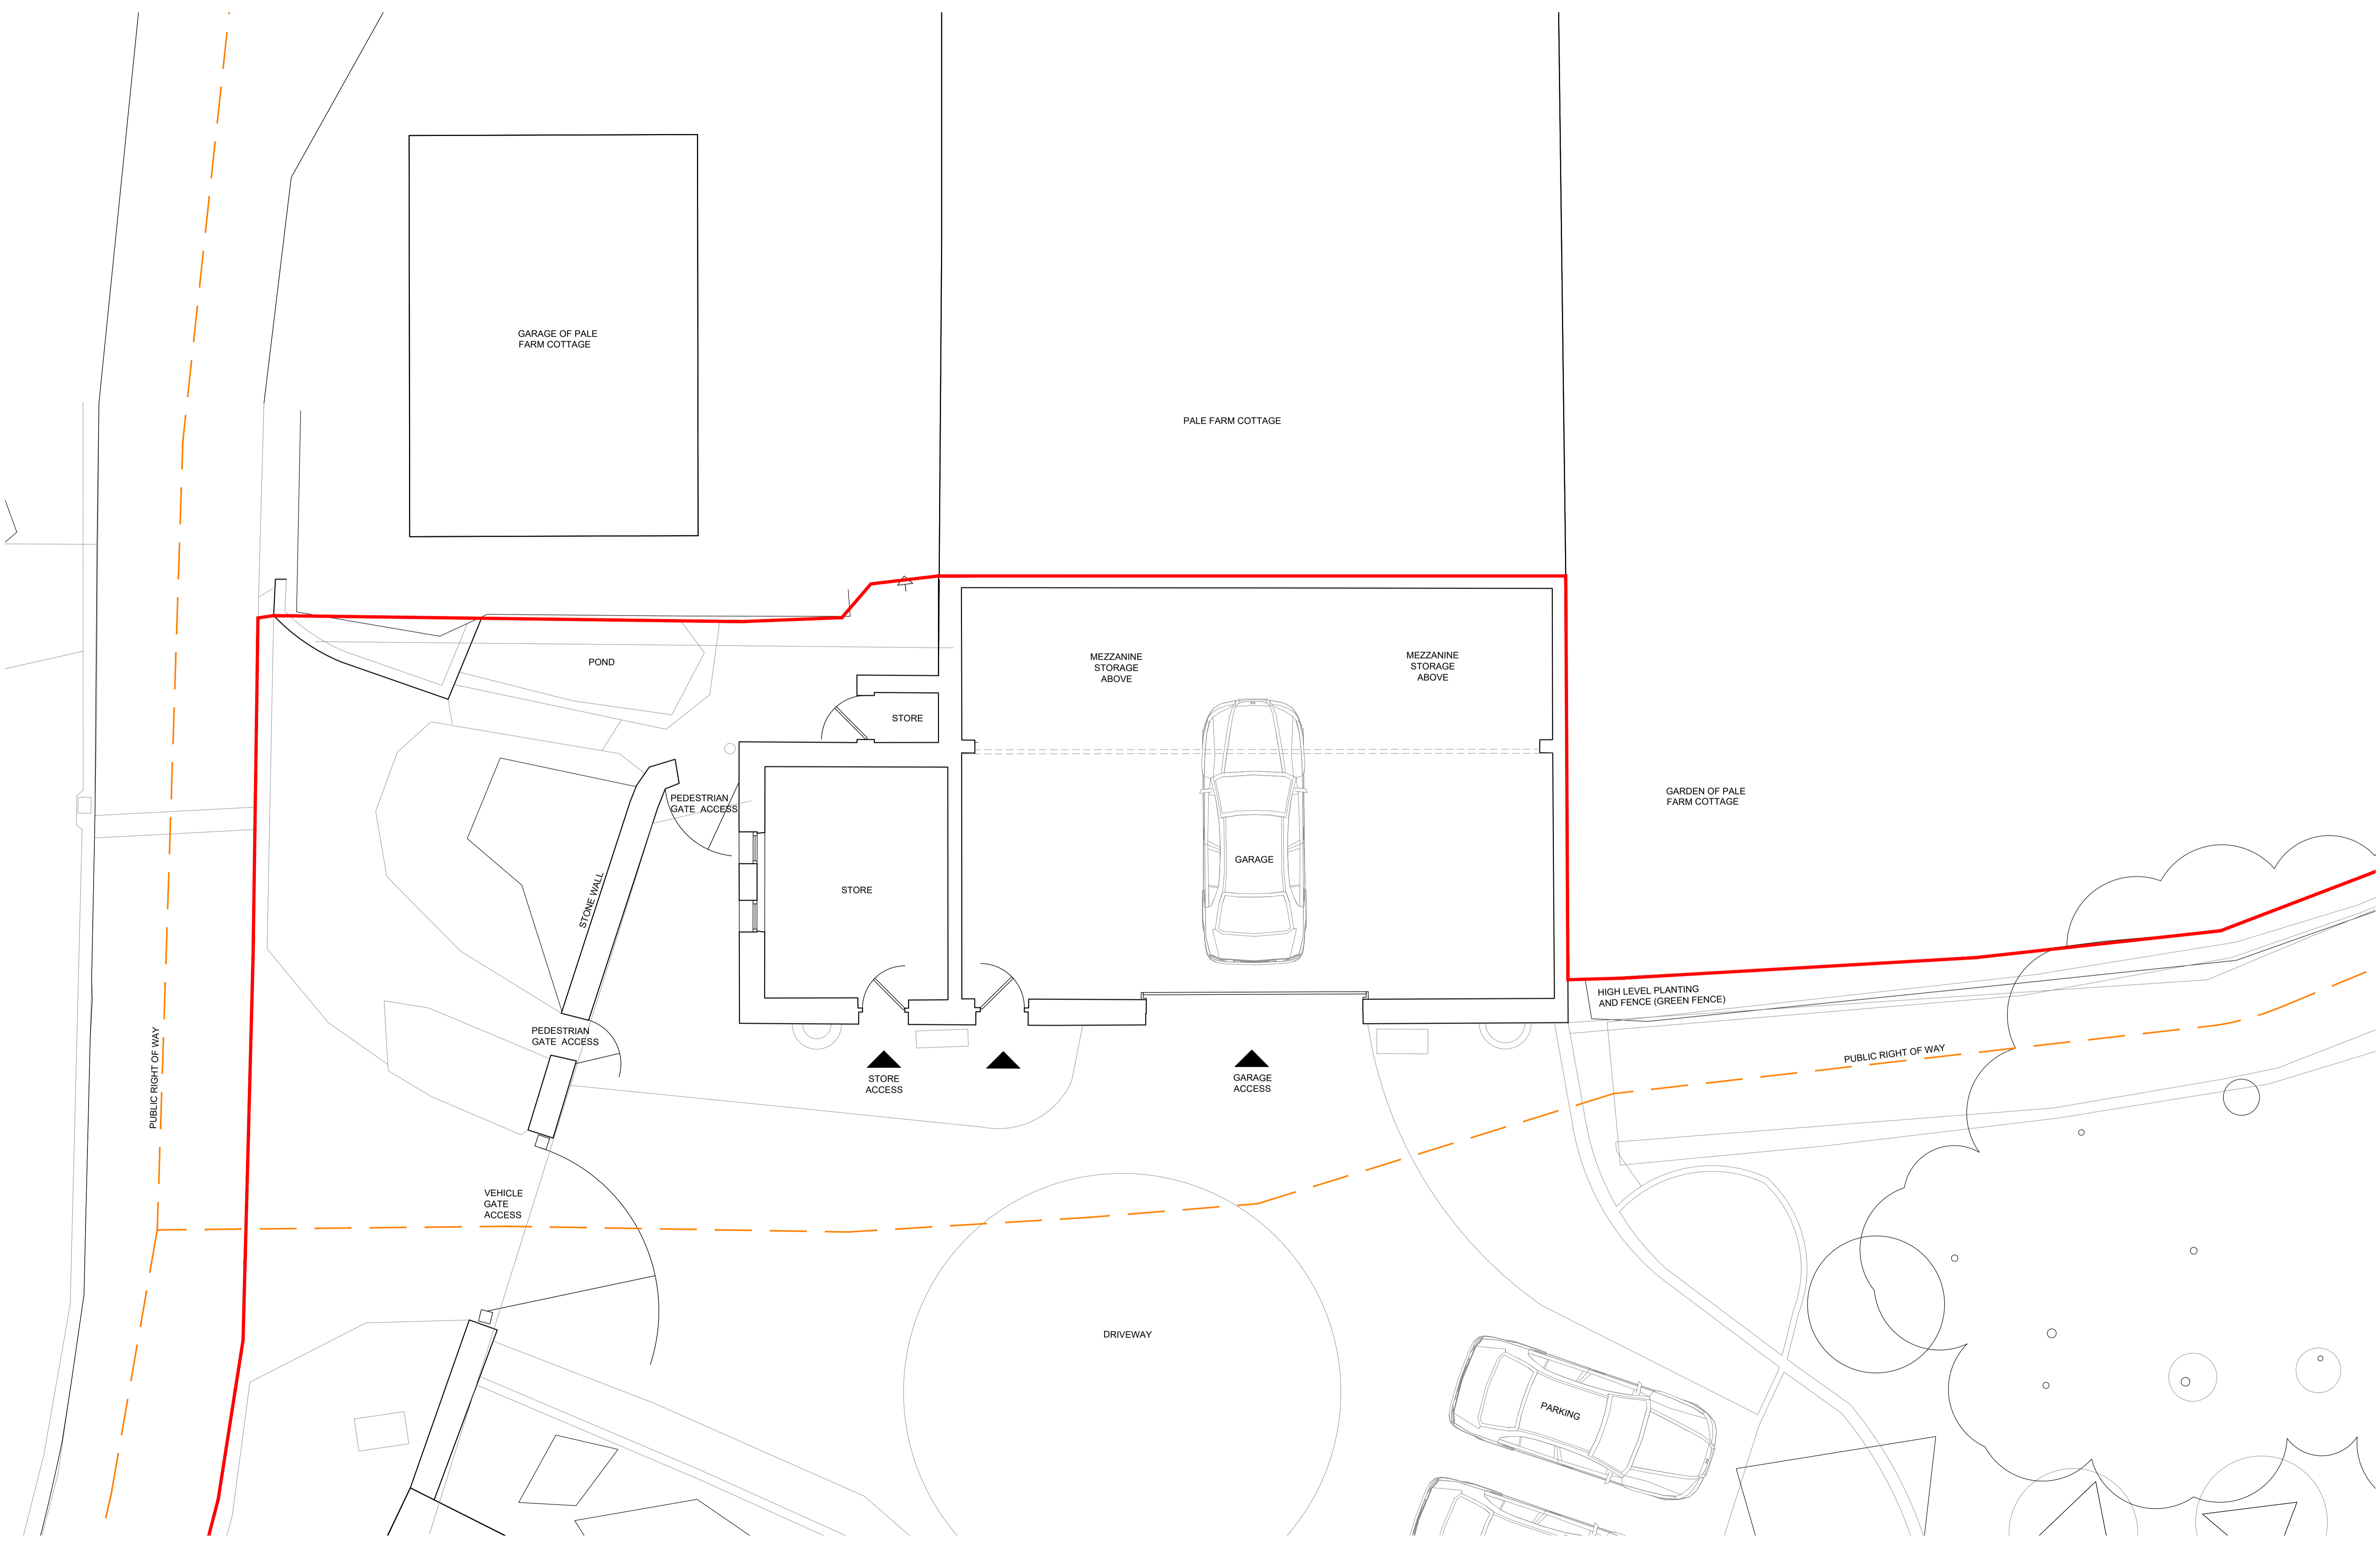 GARAGE OF PALE
FARM COTTAGE
PALE FARM COTTAGE
POND
MEZZANINE
STORAGE
ABOVE
MEZZANINE
STORAGE
ABOVE
STORE
PEDESTRIAN
GATE ACCESS
GARDEN OF PALE
FARM COTTAGE
GARAGE
STORE
STONE WALL
HIGH LEVEL PLANTING
AND FENCE (GREEN FENCE)
PEDESTRIAN
GATE ACCESS
PUBLIC RIGHT OF WAY
PUBLIC RIGHT OF WAY
STORE
ACCESS
GARAGE
ACCESS
VEHICLE
GATE
ACCESS
DRIVEWAY
PARKING